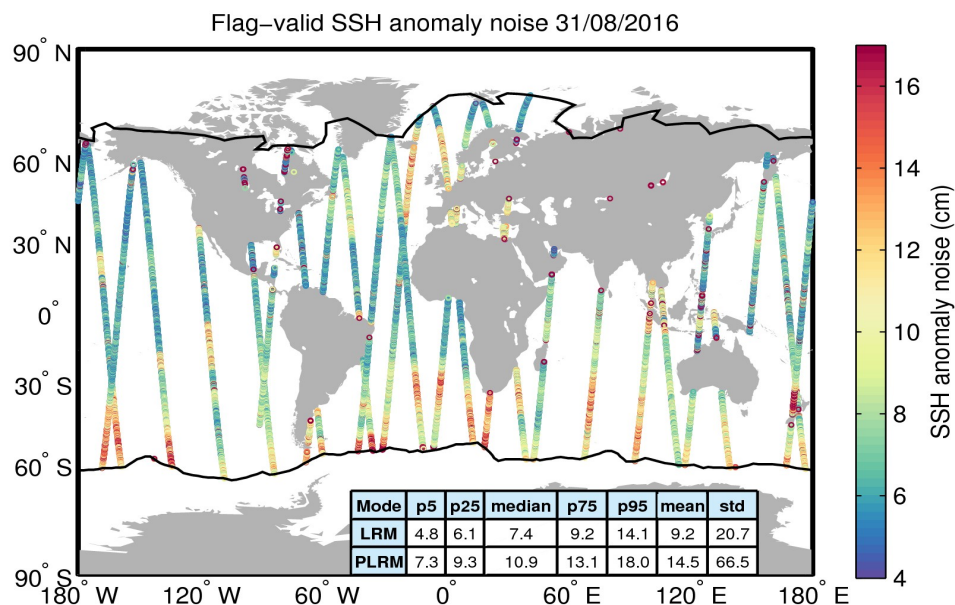 Flag−valid SSH anomaly noise 31/08/2016
90° N
60° N
30° N
0°
30° S
60° S
90° S
180° W
120° W
60° W
0°
60° E
120° E
180° E
Mode p5 p25 median p75 p95 mean std
LRM 4.8 6.1 7.4 9.2 14.1 9.2 20.7
PLRM 7.3 9.3 10.9 13.1 18.0 14.5 66.5
16
14
12
10
8
6
4
SSH anomaly noise (cm)